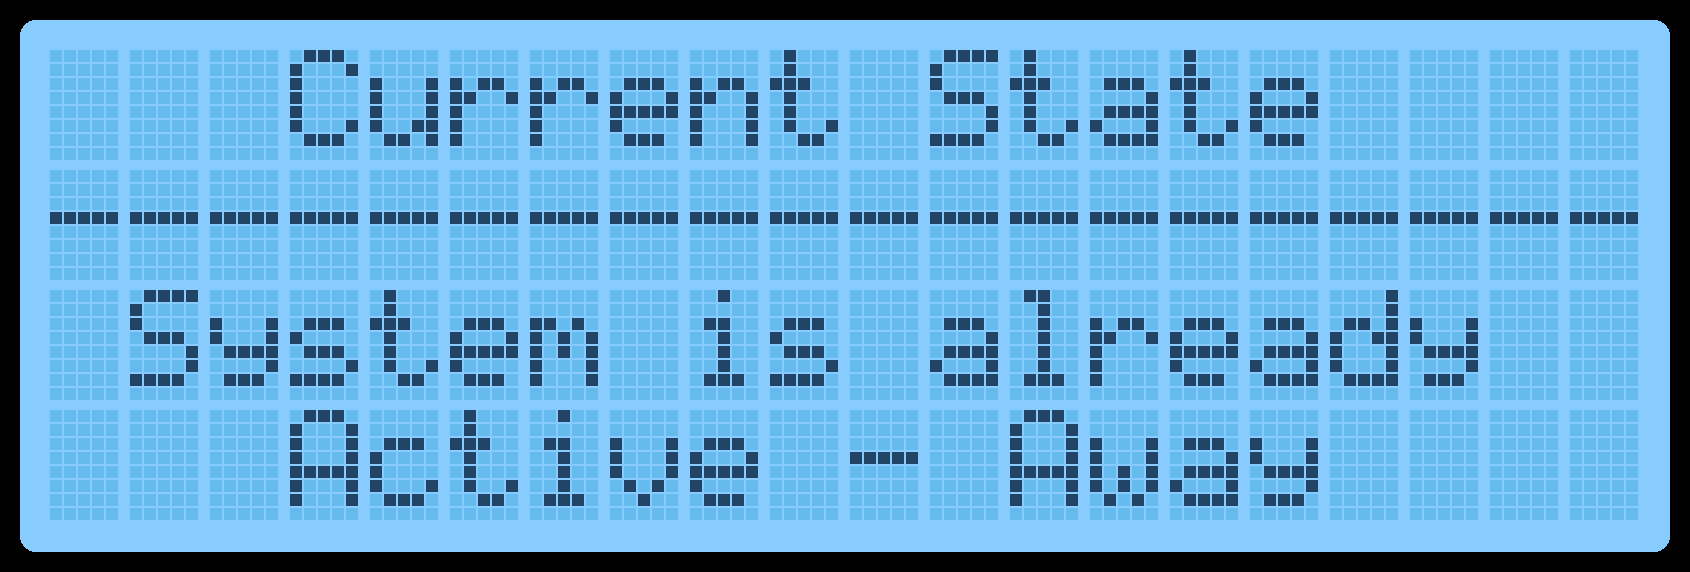 Current State
--------------------
System is already
Active - Away